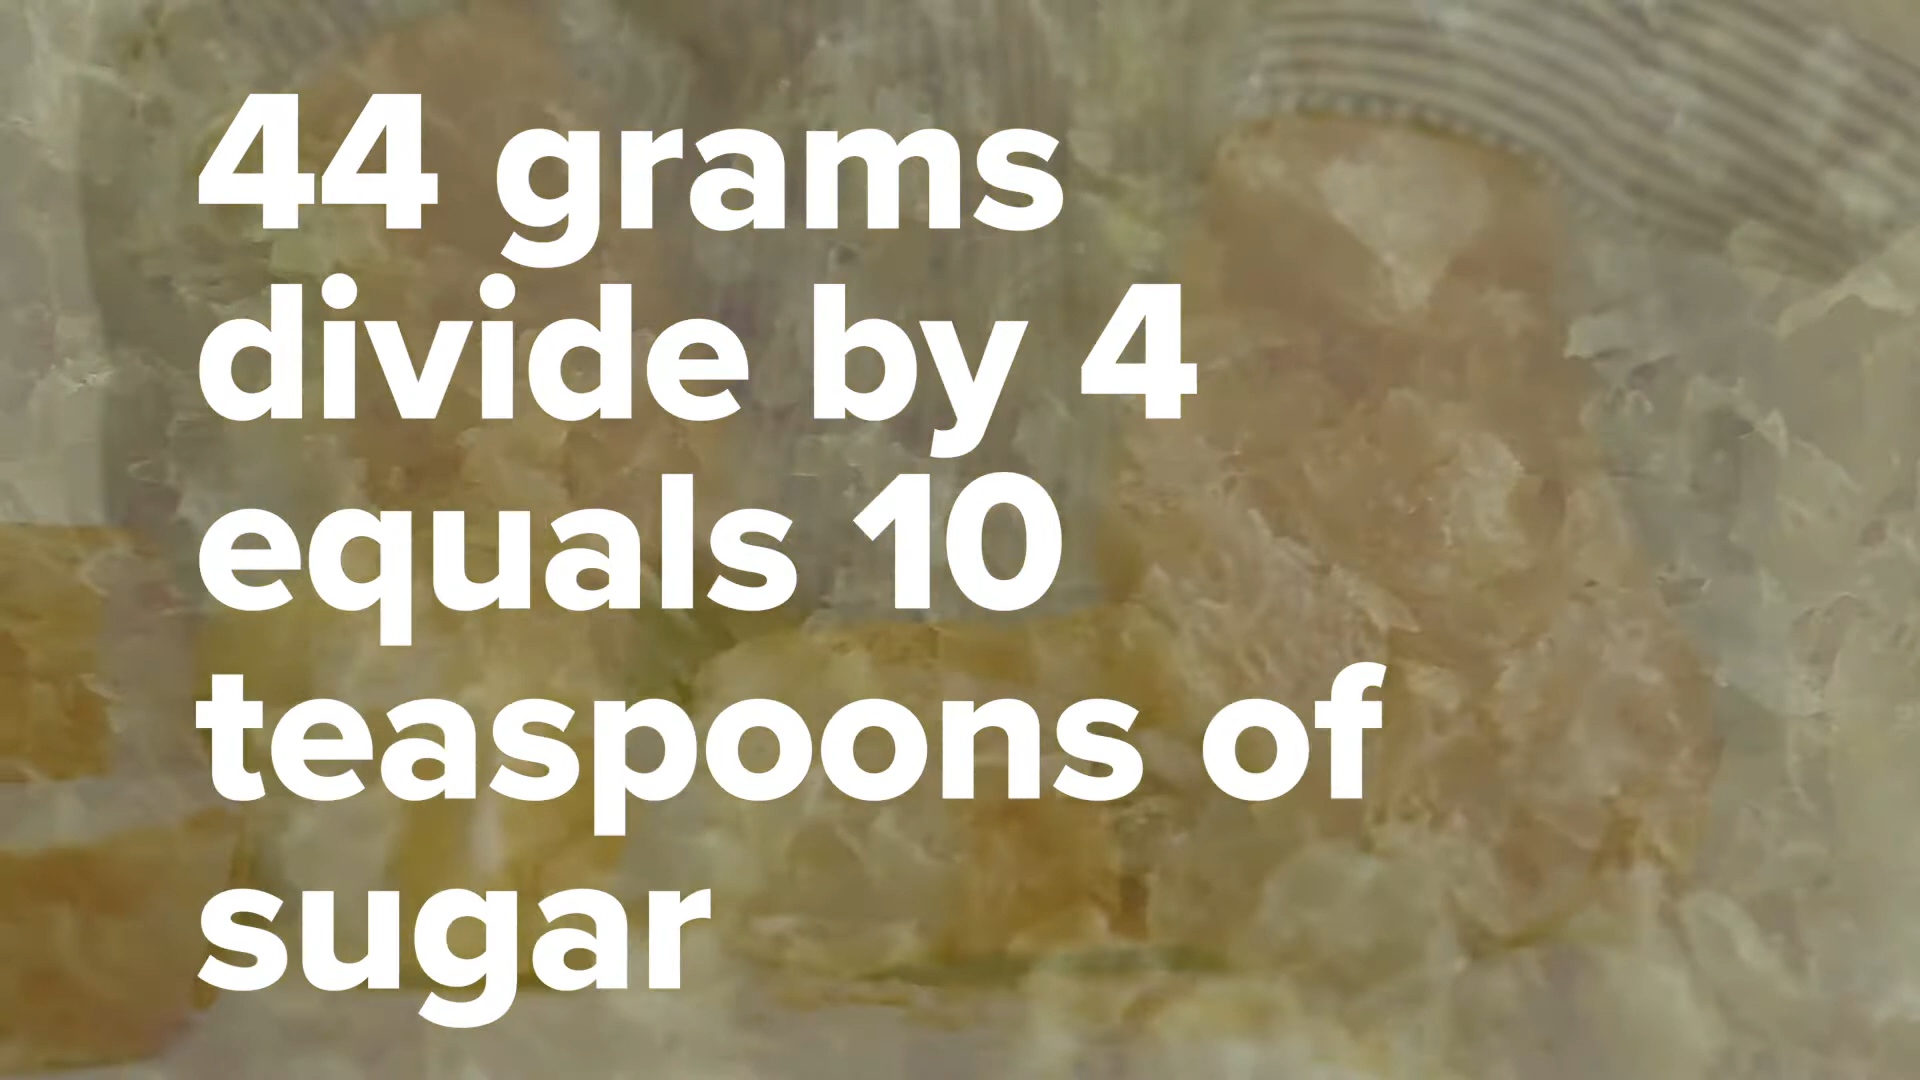 44 grams
divide by 4
equals 10
teaspoons of
sugar